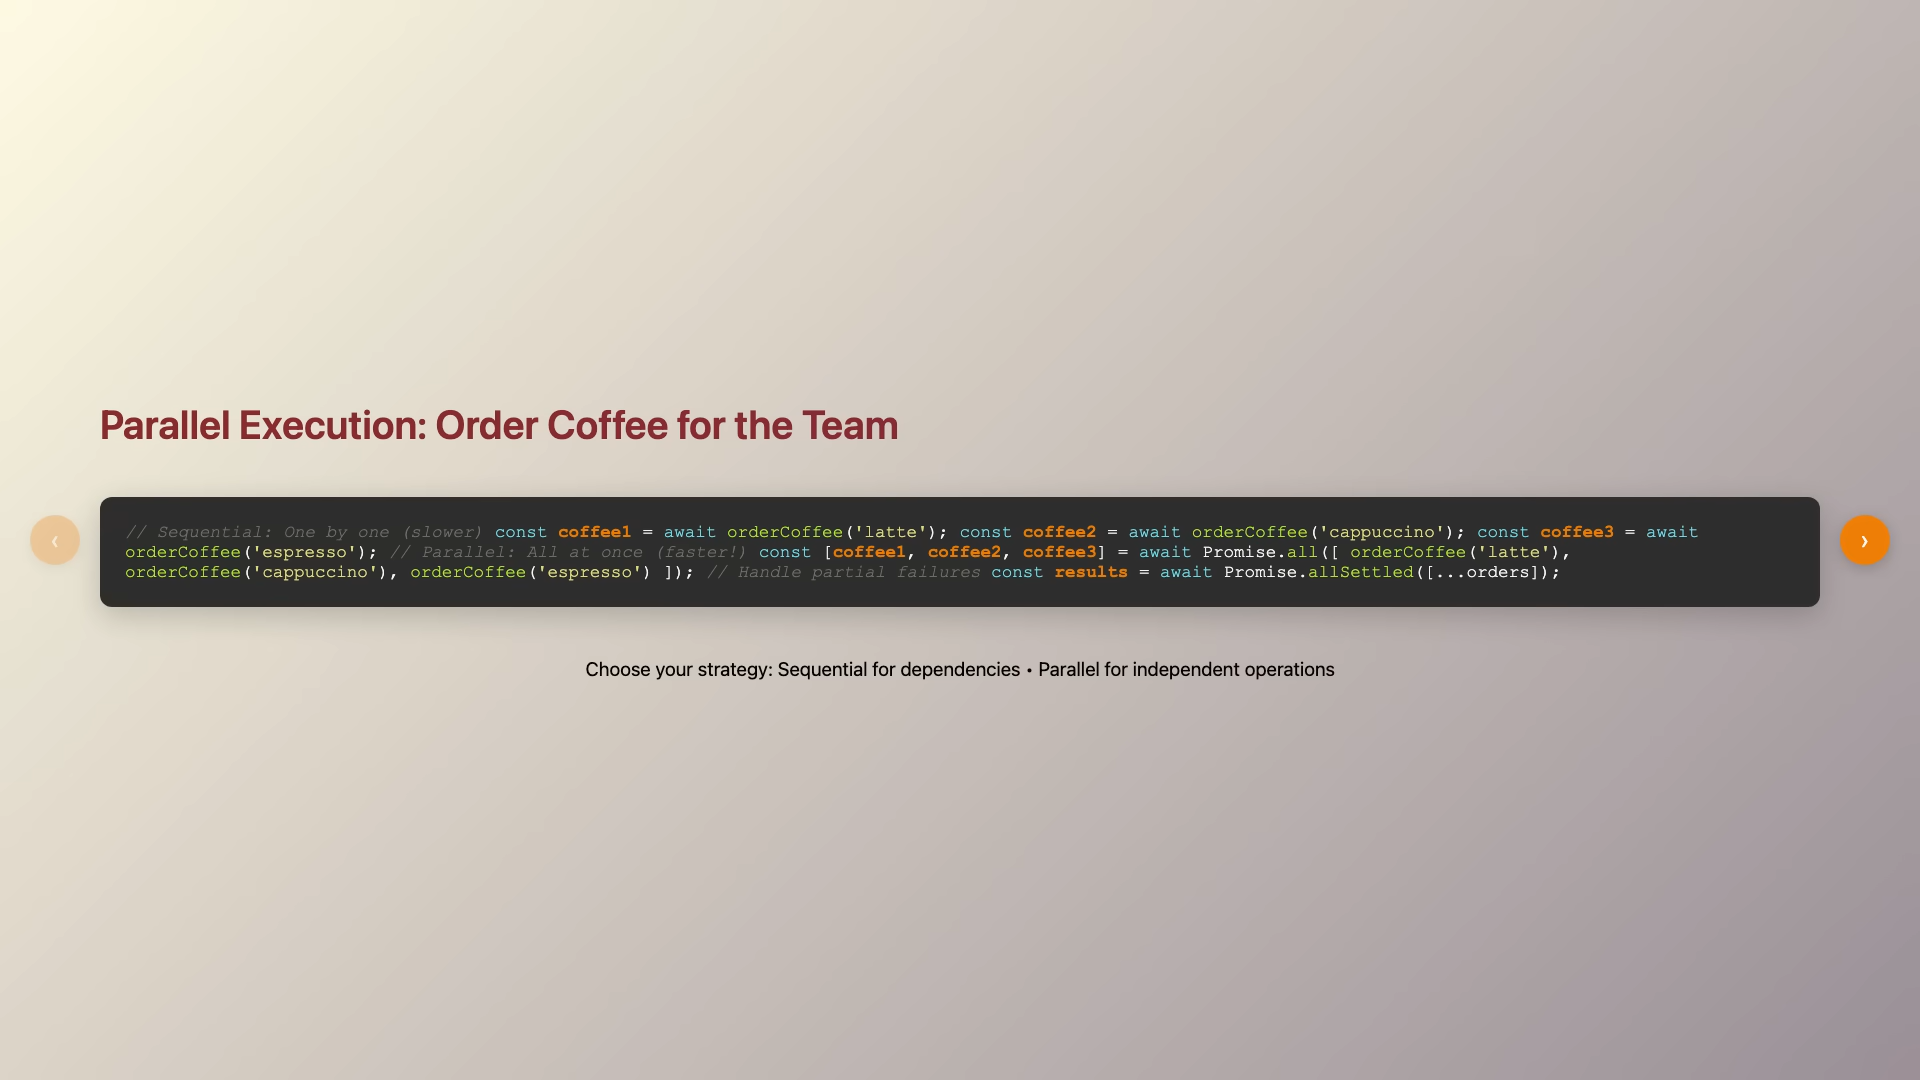 Parallel Execution: Order Coffee for the Team
‹
// Sequential: One by one (slower) const coffee1 = await orderCoffee('latte'); const coffee2 = await orderCoffee('cappuccino'); const coffee3 = await
orderCoffee('espresso'); // Parallel: All at once (faster!) const [coffee1, coffee2, coffee3] = await Promise.all([ orderCoffee('latte'),
orderCoffee('cappuccino'), orderCoffee('espresso') ]); // Handle partial failures const results = await Promise.allSettled([...orders]);
›
Choose your strategy: Sequential for dependencies • Parallel for independent operations